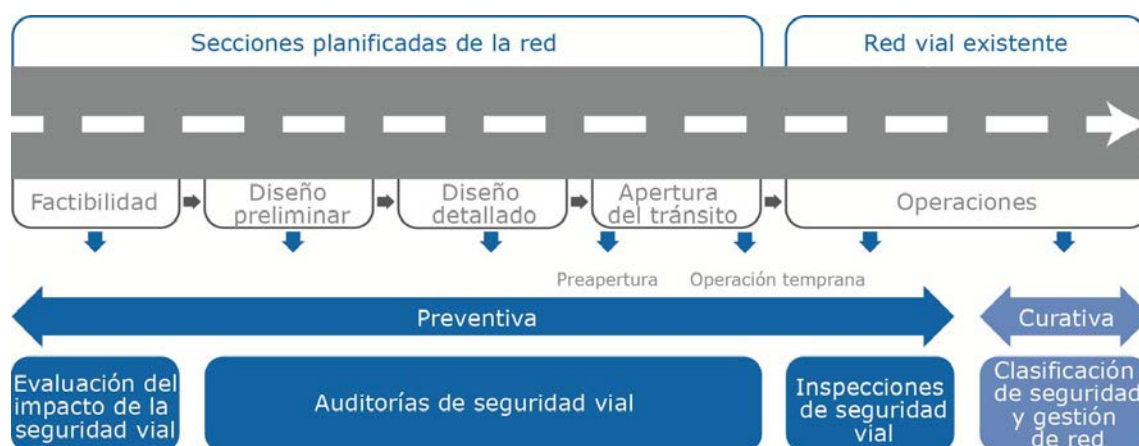 Secciones planificadas de la red
Red vial existente
Factibilidad
Diseño
preliminar
Diseño
detallado
Apertura
del tránsito
Operaciones
Preapertura
Operación temprana
Preventiva
Curativa
Evaluación del
impacto de la
seguridad vial
Auditorías de seguridad vial
Inspecciones
de seguridad
vial
Clasificación
de seguridad
y gestión
de red